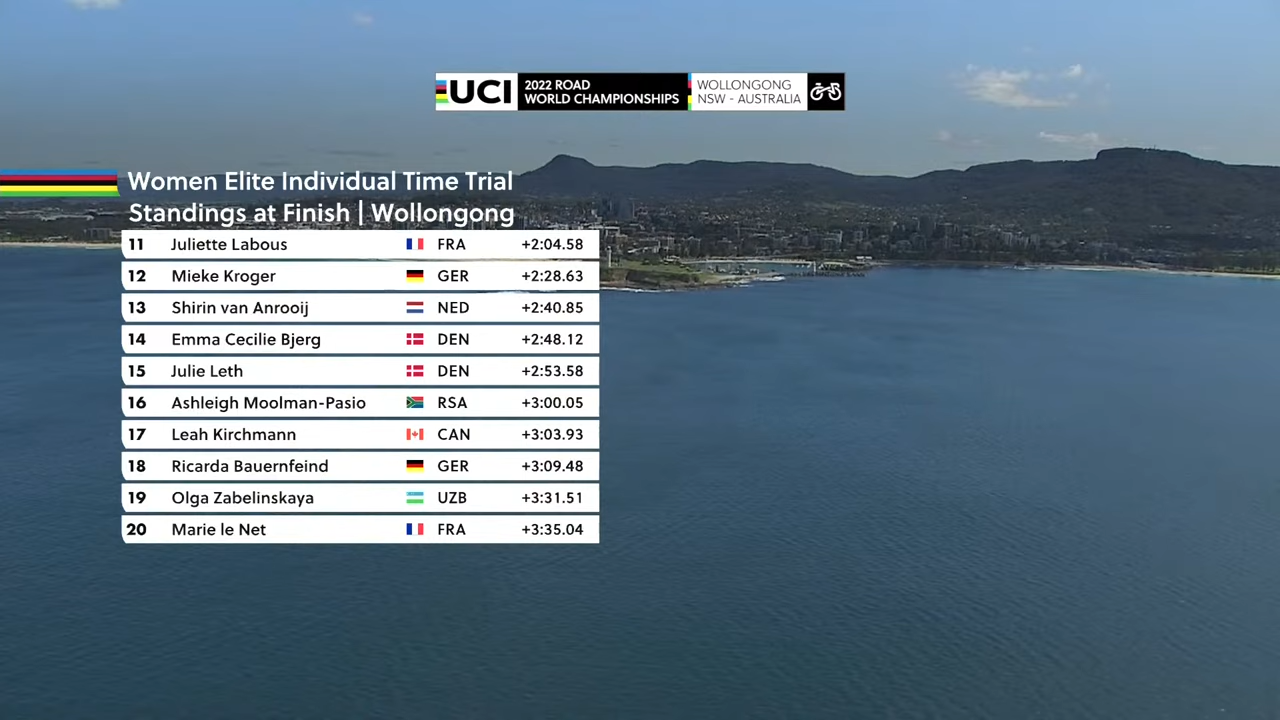 UCI 2022 ROAD WORLD CHAMPIONSHIPS WOLLONGONG NSW - AUSTRALIA
Women Elite Individual Time Trial
Standings at Finish | Wollongong
11 Juliette Labous FRA +2:04.58
12 Mieke Kroger GER +2:28.63
13 Shirin van Anrooij NED +2:40.85
14 Emma Cecilie Bjerg DEN +2:48.12
15 Julie Leth DEN +2:53.58
16 Ashleigh Moolman-Pasio RSA +3:00.05
17 Leah Kirchmann CAN +3:03.93
18 Ricarda Bauernfeind GER +3:09.48
19 Olga Zabelinskaya UZB +3:31.51
20 Marie le Net FRA +3:35.04